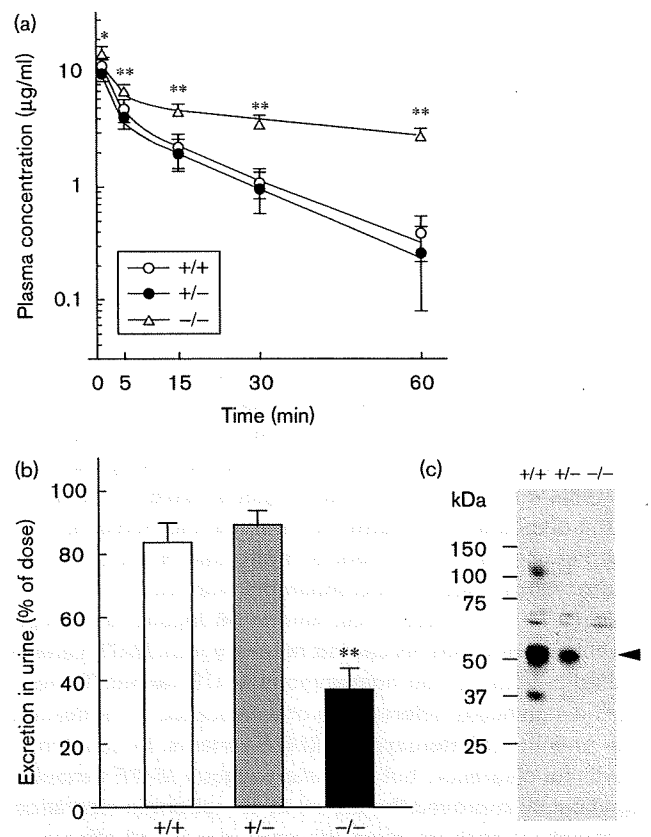 (a)
Plasma concentration (µg/ml)
10
1
0.1
*
**
**
**
**
+/+
+/–
–/–
0 5 15 30 60
Time (min)
(b)
Excretion in urine (% of dose)
100
80
60
40
20
0
**
+/+ +/– –/–
(c)
+/+ +/– –/–
kDa
150
100
75
50
37
25